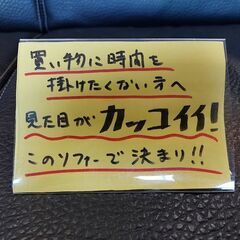 買い物に時間を
掛けたくない方へ
見た目がカッコイイ!
このソファーで決まり!!